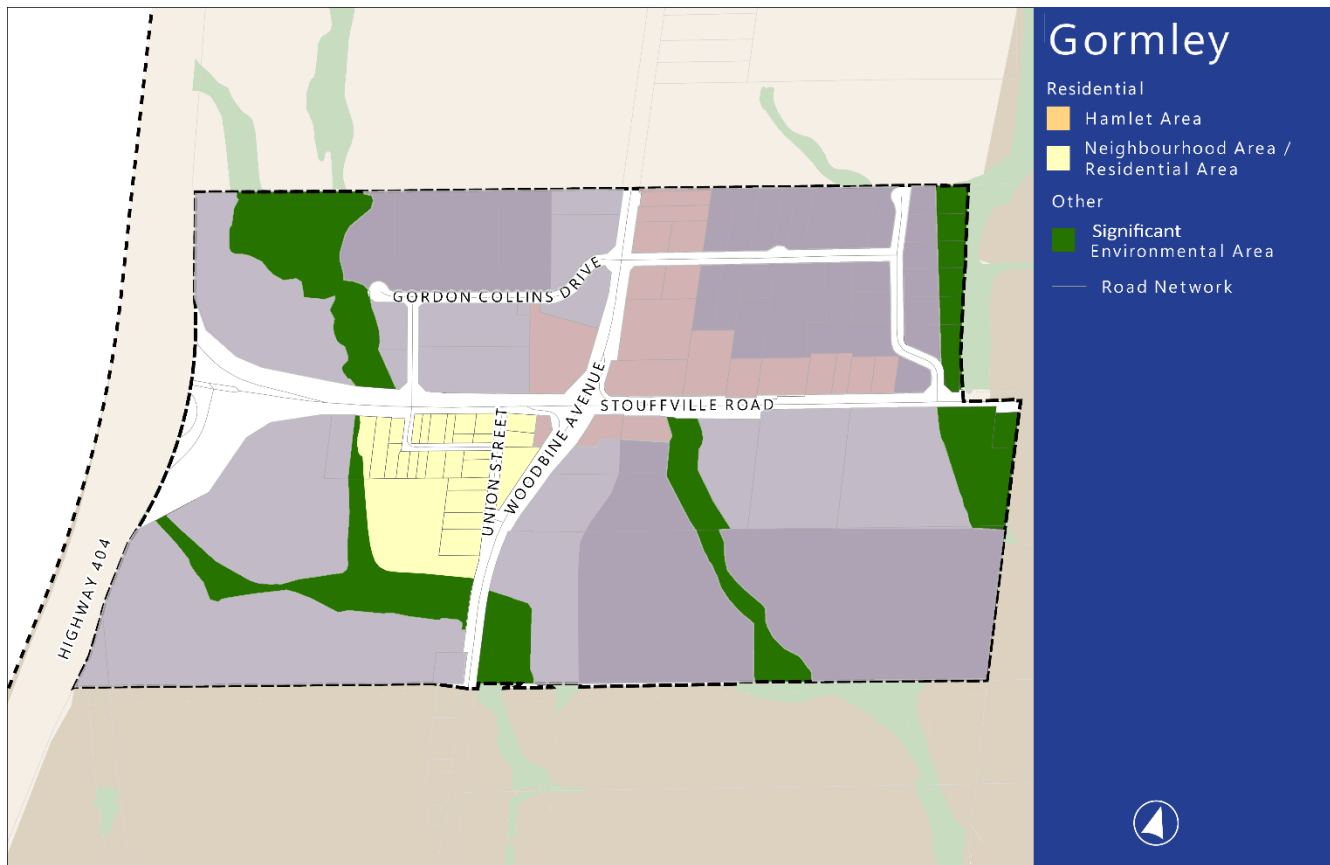 Gormley
Residential
Hamlet Area
Neighbourhood Area /
Residential Area
Other
Significant
Environmental Area
Road Network
GORDON COLLINS DRIVE
STOUFFVILLE ROAD
UNION STREET
WOODBINE AVENUE
HIGHWAY 404